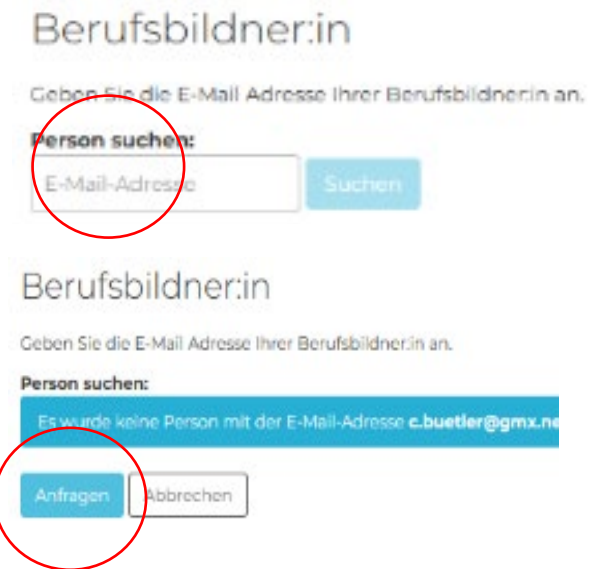 Berufsbildner:in
Geben Sie die E-Mail Adresse Ihrer Berufsbildner:in an.
Person suchen:
E-Mail-Adresse
Suchen
Berufsbildner:in
Geben Sie die E-Mail Adresse Ihrer Berufsbildner:in an.
Person suchen:
Es wurde keine Person mit der E-Mail-Adresse c.buetler@gmx.ne
Anfragen
Abbrechen